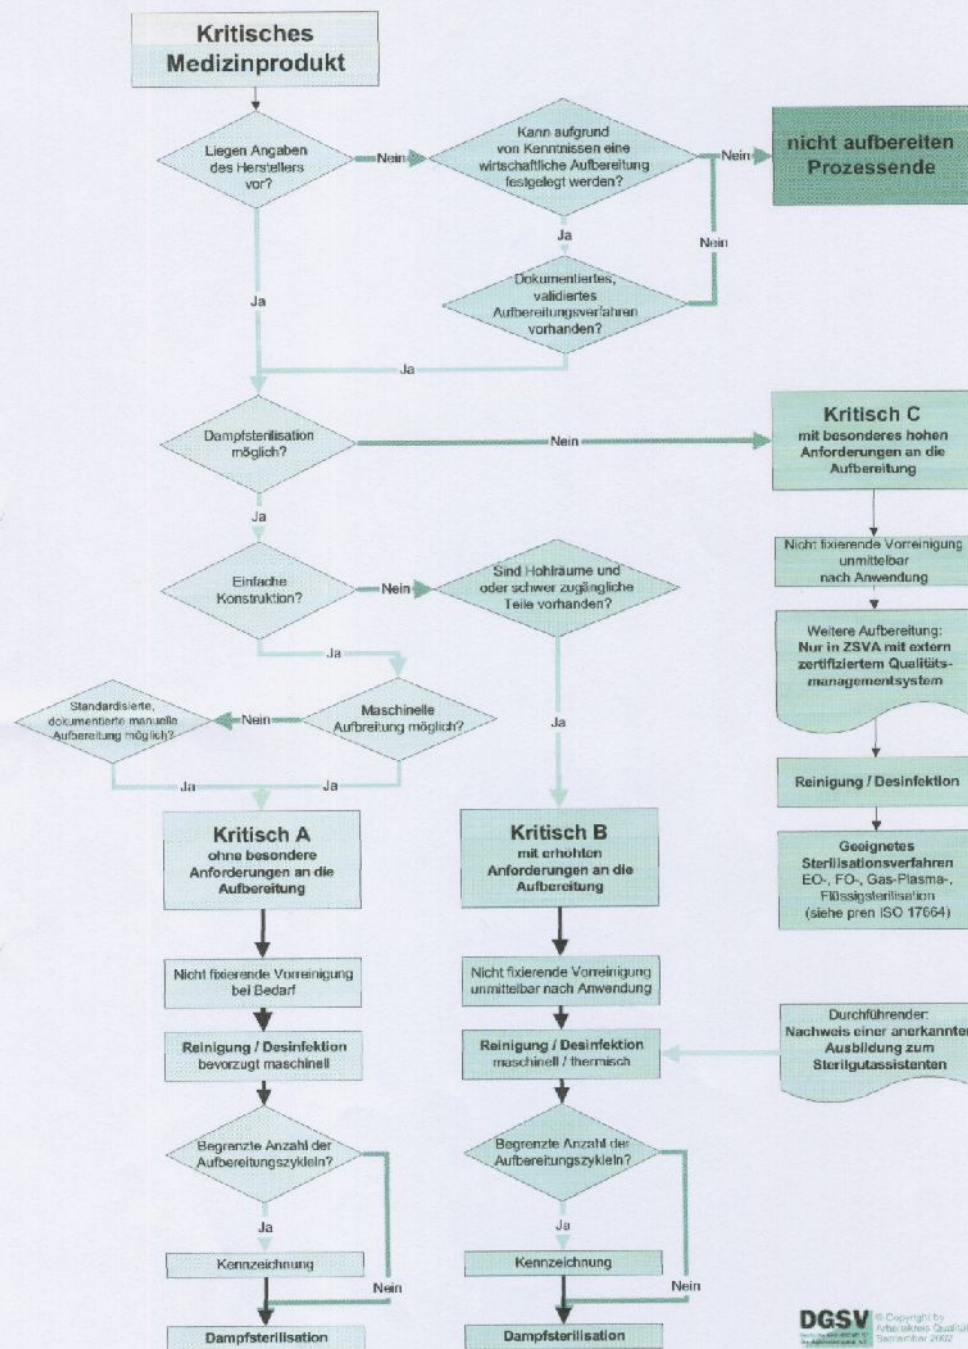 Kritisches
Medizinprodukt
Liegen Angaben
des Herstellers
vor?
Nein
Kann aufgrund
von Kenntnissen eine
wirtschaftliche Aufbereitung
festgelegt werden?
Nein
nicht aufbereiten
Prozessende
Ja
Nein
Dokumentiertes,
validiertes
Aufbereitungsverfahren
vorhanden?
Ja
Ja
Dampfsterilisation
möglich?
Nein
Kritisch C
mit besonderes hohen
Anforderungen an die
Aufbereitung
Ja
Nicht fixierende Vorreinigung
unmittelbar
nach Anwendung
Einfache
Konstruktion?
Nein
Sind Hohlräume und
oder schwer zugängliche
Teile vorhanden?
Weitere Aufbereitung:
Nur in ZSVA mit extern
zertifiziertem Qualitäts-
managementsystem
Ja
Standardisierte,
dokumentierte manuelle
Aufbereitung möglich?
Nein
Maschinelle
Aufbreitung möglich?
Ja
Ja
Ja
Reinigung / Desinfektion
Kritisch A
ohne besondere
Anforderungen an die
Aufbereitung
Kritisch B
mit erhöhten
Anforderungen an die
Aufbereitung
Geeignetes
Sterilisationsverfahren
EO-, FO-, Gas-Plasma-,
Flüssigsterilisation
(siehe pren ISO 17664)
Nicht fixierende Vorreinigung
bei Bedarf
Nicht fixierende Vorreinigung
unmittelbar nach Anwendung
Reinigung / Desinfektion
bevorzugt maschinell
Reinigung / Desinfektion
maschinell / thermisch
Durchführender:
Nachweis einer anerkannten
Ausbildung zum
Sterilgutassistenten
Begrenzte Anzahl der
Aufbereitungszykleln?
Begrenzte Anzahl der
Aufbereitungszykleln?
Ja
Ja
Kennzeichnung
Kennzeichnung
Nein
Nein
Dampfsterilisation
Dampfsterilisation
DGSV
© Copyright by
Arbeitskreis Qualität
September 2002